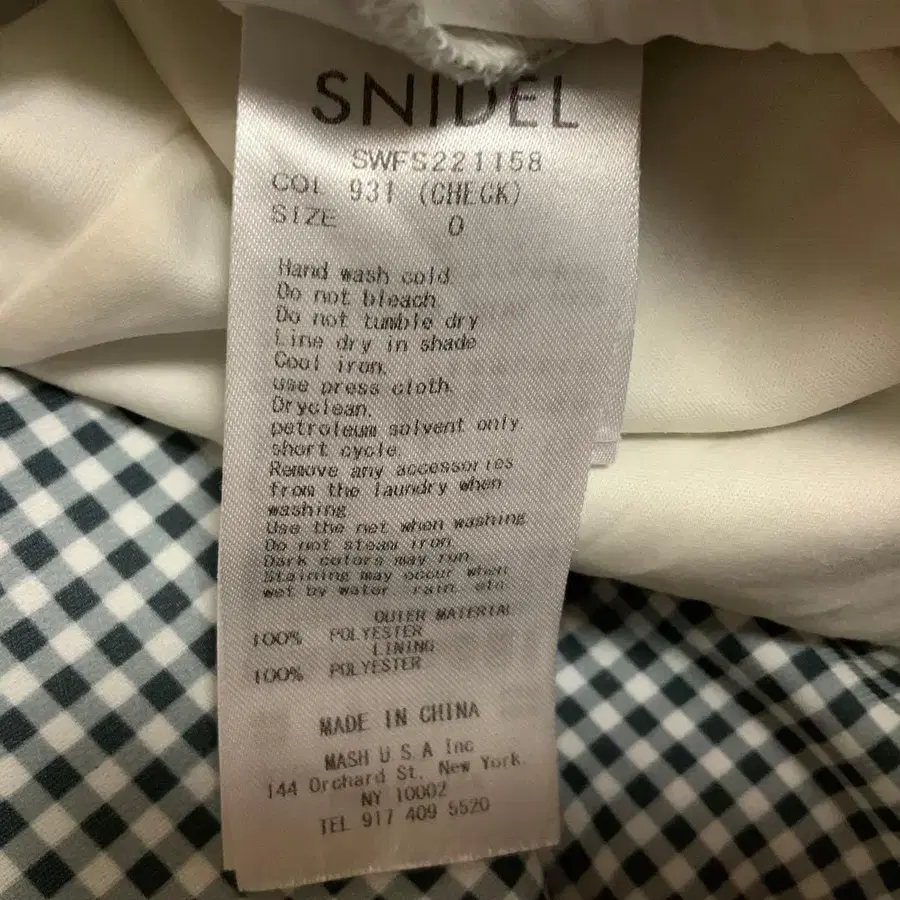 SNIDEL
SWFS221158
COL 931 (CHECK)
SIZE 0
Hand wash cold
Do not bleach
Do not tumble dry
Line dry in shade
Cool iron,
use press cloth
Dryclean,
petroleum solvent only,
short cycle
Remove any accessories
from the laundry when
washing
Use the net when washing
Do not steam iron
Dark colors may run
Staining may occur when
wet by water, rain, etc
OUTER MATERIAL
100% POLYESTER
LINING
100% POLYESTER
MADE IN CHINA
MASH U S A Inc
144 Orchard St, New York,
NY 10002
TEL 917 409 5520